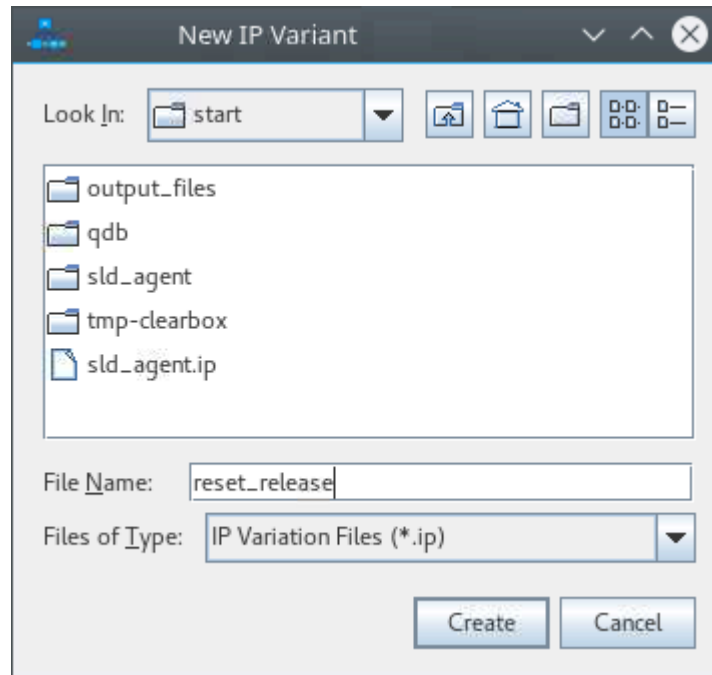 New IP Variant
Look In: start
output_files
qdb
sld_agent
tmp-clearbox
sld_agent.ip
File Name: reset_release
Files of Type: IP Variation Files (*.ip)
Create Cancel